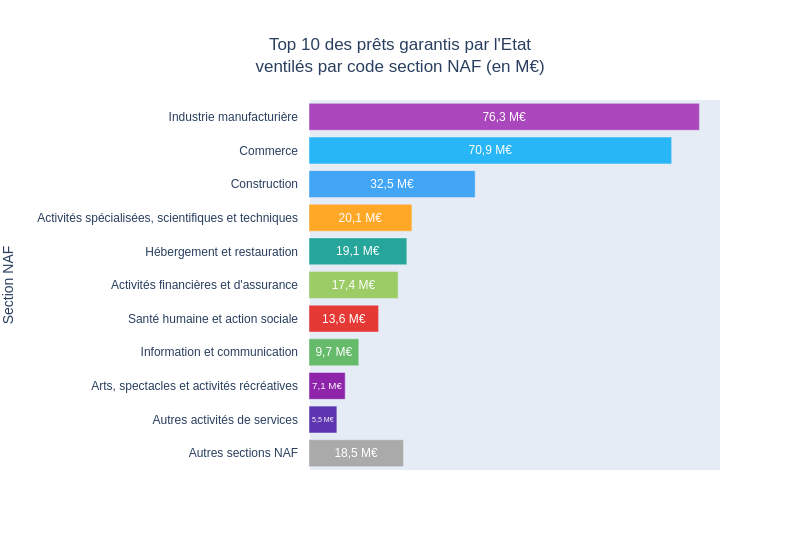 Top 10 des prêts garantis par l'Etat
ventilés par code section NAF (en M€)
Section NAF
Industrie manufacturière 76,3 M€
Commerce 70,9 M€
Construction 32,5 M€
Activités spécialisées, scientifiques et techniques 20,1 M€
Hébergement et restauration 19,1 M€
Activités financières et d'assurance 17,4 M€
Santé humaine et action sociale 13,6 M€
Information et communication 9,7 M€
Arts, spectacles et activités récréatives 7,1 M€
Autres activités de services 5,5 M€
Autres sections NAF 18,5 M€